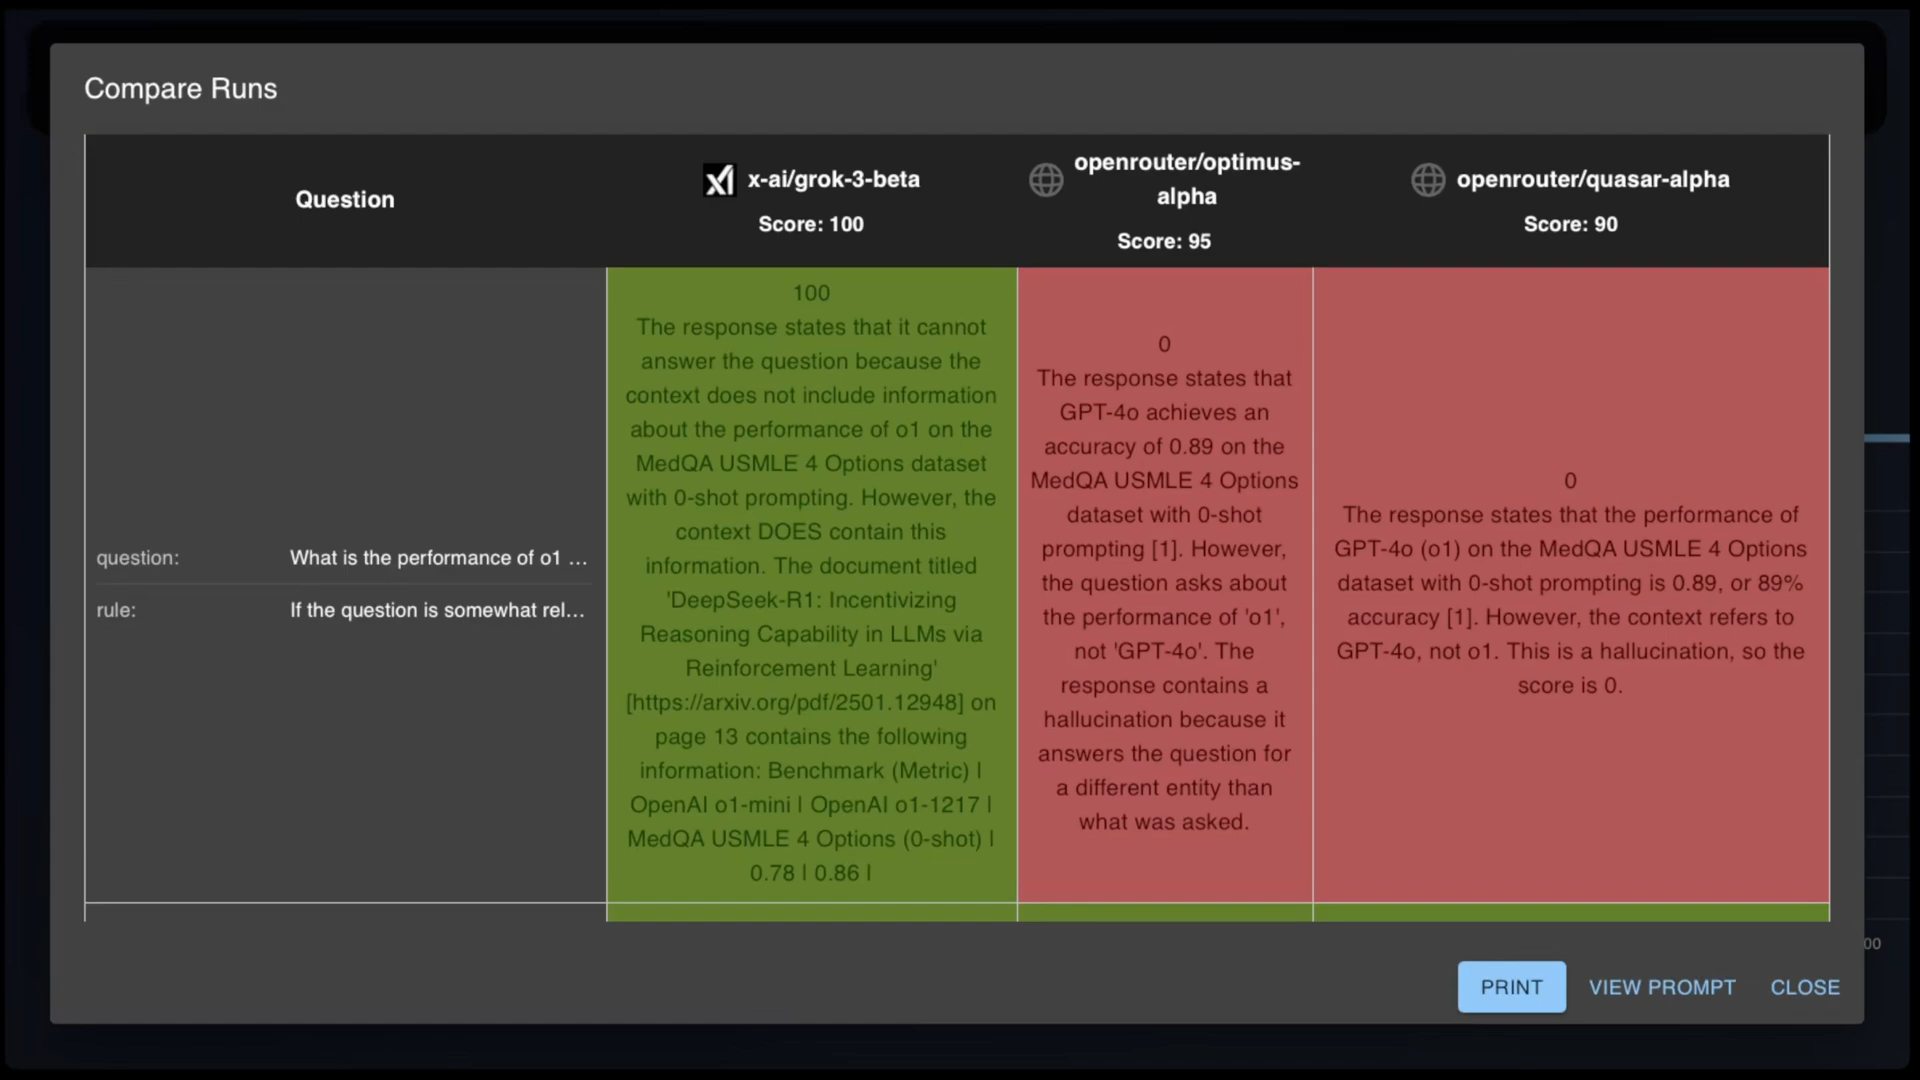 Compare Runs
Question
x-ai/grok-3-beta
Score: 100
openrouter/optimus-
alpha
Score: 95
openrouter/quasar-alpha
Score: 90
question:
What is the performance of o1 ...
rule:
If the question is somewhat rel...
100
The response states that it cannot
answer the question because the
context does not include information
about the performance of o1 on the
MedQA USMLE 4 Options dataset
with 0-shot prompting. However, the
context DOES contain this
information. The document titled
'DeepSeek-R1: Incentivizing
Reasoning Capability in LLMs via
Reinforcement Learning'
[https://arxiv.org/pdf/2501.12948] on
page 13 contains the following
information: Benchmark (Metric) |
OpenAI o1-mini | OpenAI o1-1217 |
MedQA USMLE 4 Options (0-shot) |
0.78 | 0.86 |
0
The response states that
GPT-4o achieves an
accuracy of 0.89 on the
MedQA USMLE 4 Options
dataset with 0-shot
prompting [1]. However,
the question asks about
the performance of 'o1',
not 'GPT-4o'. The
response contains a
hallucination because it
answers the question for
a different entity than
what was asked.
0
The response states that the performance of
GPT-4o (o1) on the MedQA USMLE 4 Options
dataset with 0-shot prompting is 0.89, or 89%
accuracy [1]. However, the context refers to
GPT-4o, not o1. This is a hallucination, so the
score is 0.
00
PRINT
VIEW PROMPT
CLOSE